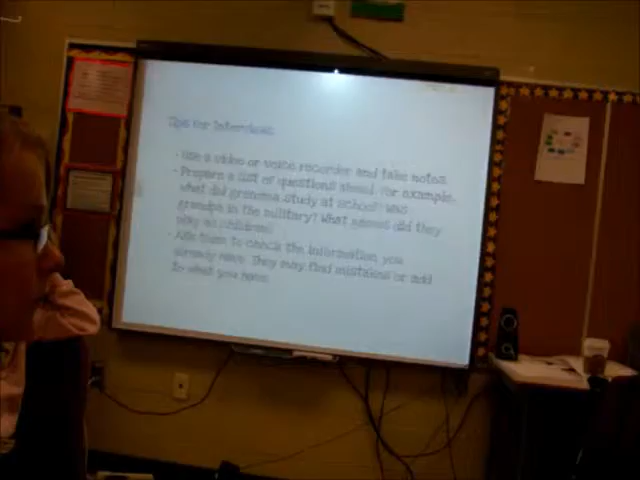 Tips for Interviews:
• Use a video or voice recorder and take notes.
• Prepare a list of questions ahead for example:
what did grandma study at school? Was
grandpa in the military? What games did they
play as children?
• Ask them to check the information you
already have. They may find mistakes or add
to what you have.